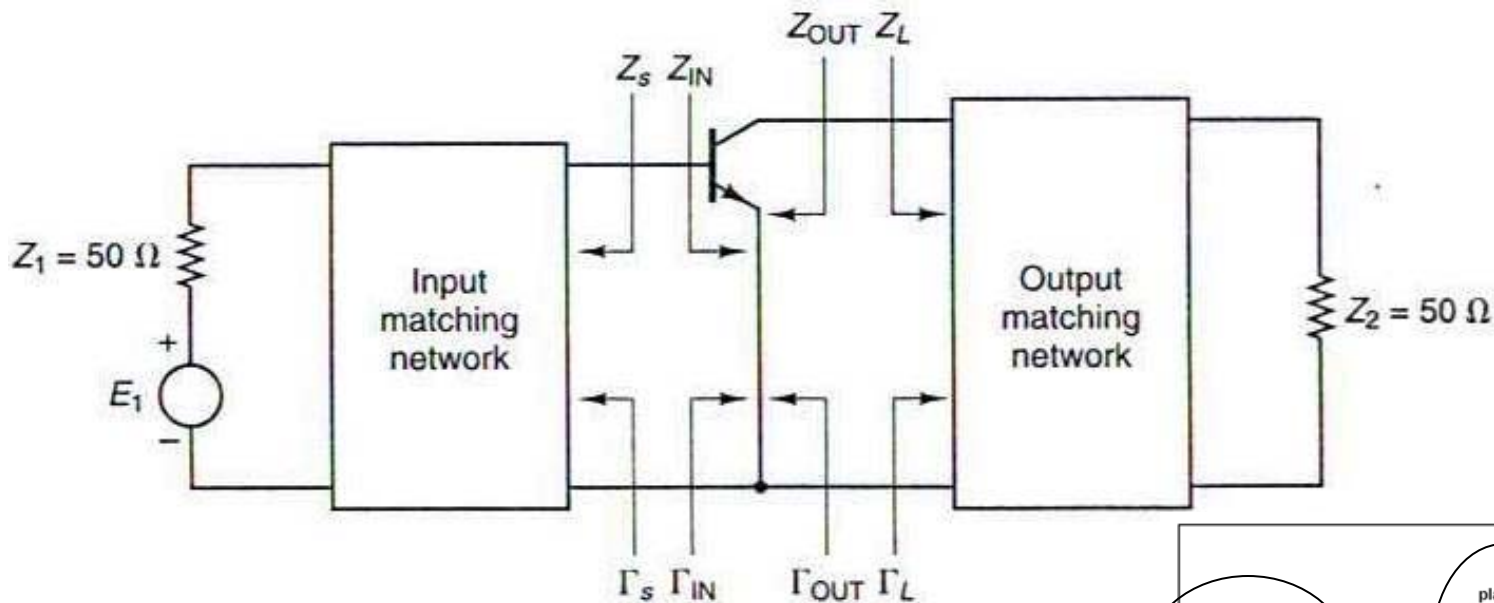 Z_OUT Z_L
Z_s Z_IN
Z_1 = 50 Ω
+
E_1
−
Input
matching
network
Output
matching
network
Z_2 = 50 Ω
Γ_s Γ_IN
Γ_OUT Γ_L